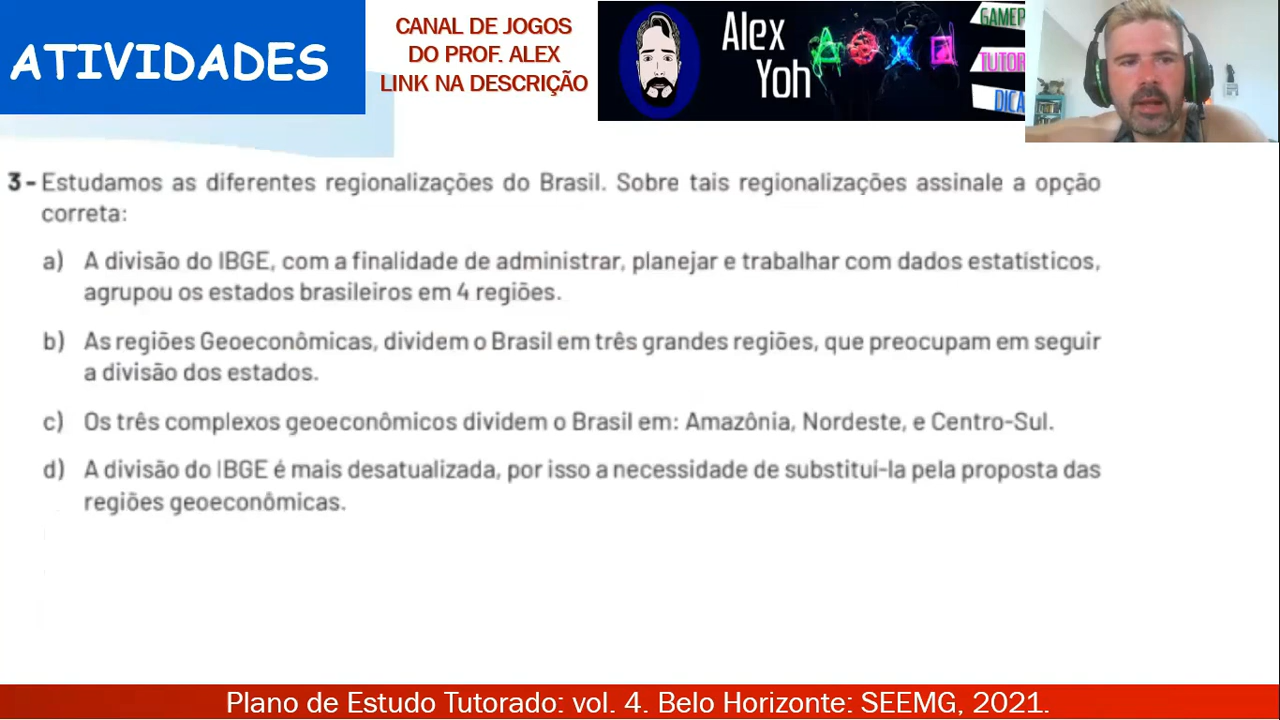 ATIVIDADES
CANAL DE JOGOS
DO PROF. ALEX
LINK NA DESCRIÇÃO
Alex
Yoh
GAMEP
TUTOR
DICA
3 - Estudamos as diferentes regionalizações do Brasil. Sobre tais regionalizações assinale a opção
correta:
a) A divisão do IBGE, com a finalidade de administrar, planejar e trabalhar com dados estatísticos,
agrupou os estados brasileiros em 4 regiões.
b) As regiões Geoeconômicas, dividem o Brasil em três grandes regiões, que preocupam em seguir
a divisão dos estados.
c) Os três complexos geoeconômicos dividem o Brasil em: Amazônia, Nordeste, e Centro-Sul.
d) A divisão do IBGE é mais desatualizada, por isso a necessidade de substituí-la pela proposta das
regiões geoeconômicas.
Plano de Estudo Tutorado: vol. 4. Belo Horizonte: SEEMG, 2021.